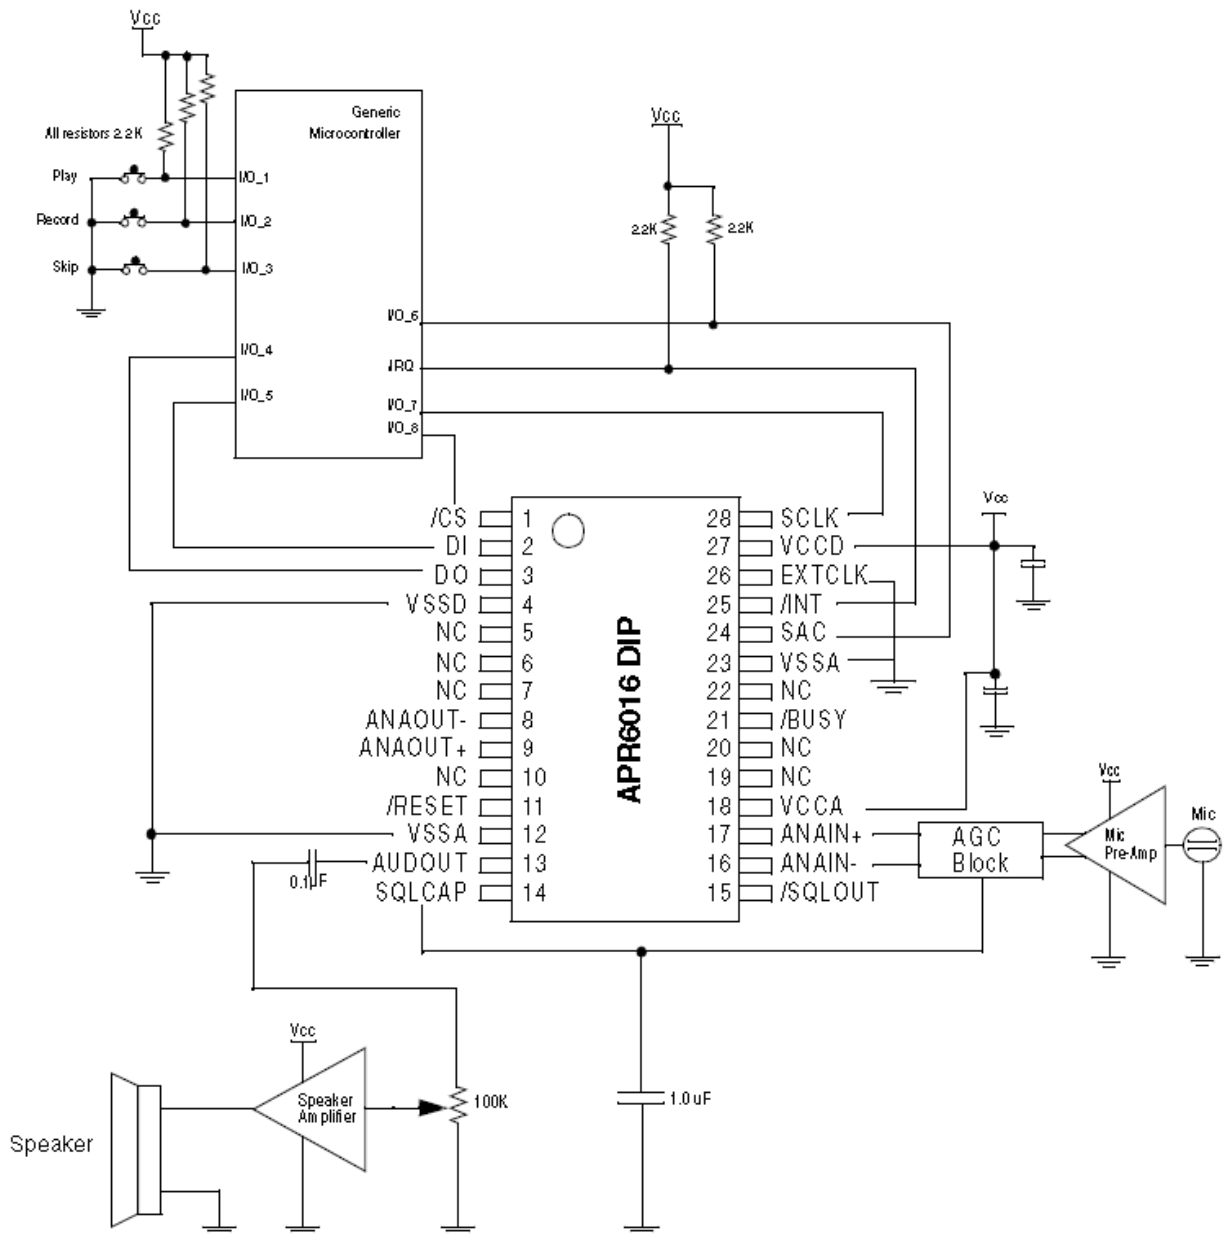 Vcc
Generic
Microcontroller
All resistors 2.2K
Play
I/O_1
Record
I/O_2
Skip
I/O_3
Vcc
2.2K
2.2K
I/O_6
I/O_4
/IRQ
I/O_5
I/O_7
I/O_8
Vcc
/CS 1
28 SCLK
DI 2
27 VCCD
DO 3
26 EXTCLK
VSSD 4
25 /INT
NC 5
24 SAC
NC 6
23 VSSA
NC 7
22 NC
ANAOUT- 8
21 /BUSY
ANAOUT+ 9
20 NC
NC 10
19 NC
/RESET 11
18 VCCA
VSSA 12
17 ANAIN+
AUDOUT 13
16 ANAIN-
SQLCAP 14
15 /SQLOUT
APR6016 DIP
0.1µF
AGC
Block
Vcc
Mic
Pre-Amp
Mic
Vcc
Speaker
Amplifier
100K
1.0 uF
Speaker